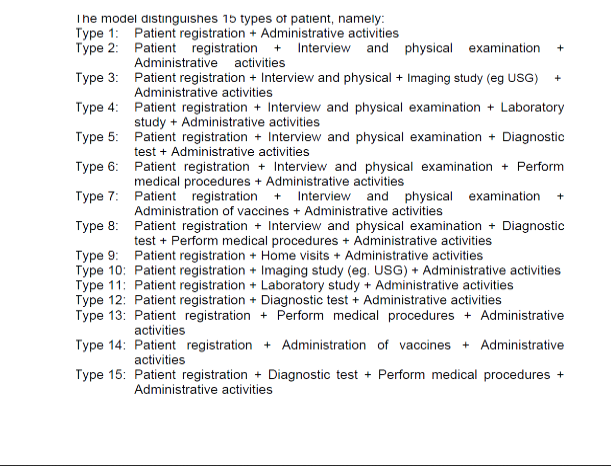 The model distinguishes 15 types of patient, namely:
Type 1: Patient registration + Administrative activities
Type 2: Patient registration + Interview and physical examination +
Administrative activities
Type 3: Patient registration + Interview and physical + Imaging study (eg USG) +
Administrative activities
Type 4: Patient registration + Interview and physical examination + Laboratory
study + Administrative activities
Type 5: Patient registration + Interview and physical examination + Diagnostic
test + Administrative activities
Type 6: Patient registration + Interview and physical examination + Perform
medical procedures + Administrative activities
Type 7: Patient registration + Interview and physical examination +
Administration of vaccines + Administrative activities
Type 8: Patient registration + Interview and physical examination + Diagnostic
test + Perform medical procedures + Administrative activities
Type 9: Patient registration + Home visits + Administrative activities
Type 10: Patient registration + Imaging study (eg. USG) + Administrative activities
Type 11: Patient registration + Laboratory study + Administrative activities
Type 12: Patient registration + Diagnostic test + Administrative activities
Type 13: Patient registration + Perform medical procedures + Administrative
activities
Type 14: Patient registration + Administration of vaccines + Administrative
activities
Type 15: Patient registration + Diagnostic test + Perform medical procedures +
Administrative activities